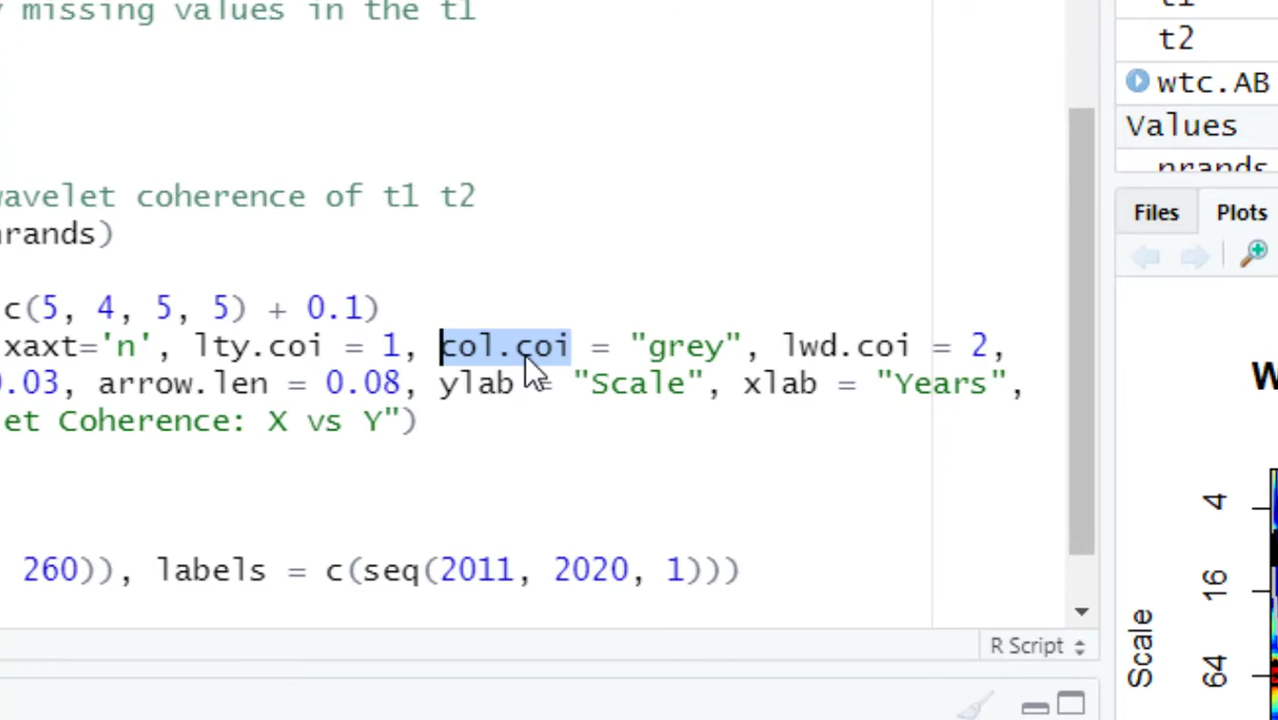 missing values in the t1
wavelet coherence of t1 t2
nrands)
c(5, 4, 5, 5) + 0.1)
xaxt='n', lty.coi = 1, col.coi = "grey", lwd.coi = 2,
0.03, arrow.len = 0.08, ylab = "Scale", xlab = "Years",
et Coherence: X vs Y")
260)), labels = c(seq(2011, 2020, 1)))
R Script
t1
t2
wtc.AB
Values
nrands
Files Plots
W
4
16
64
Scale